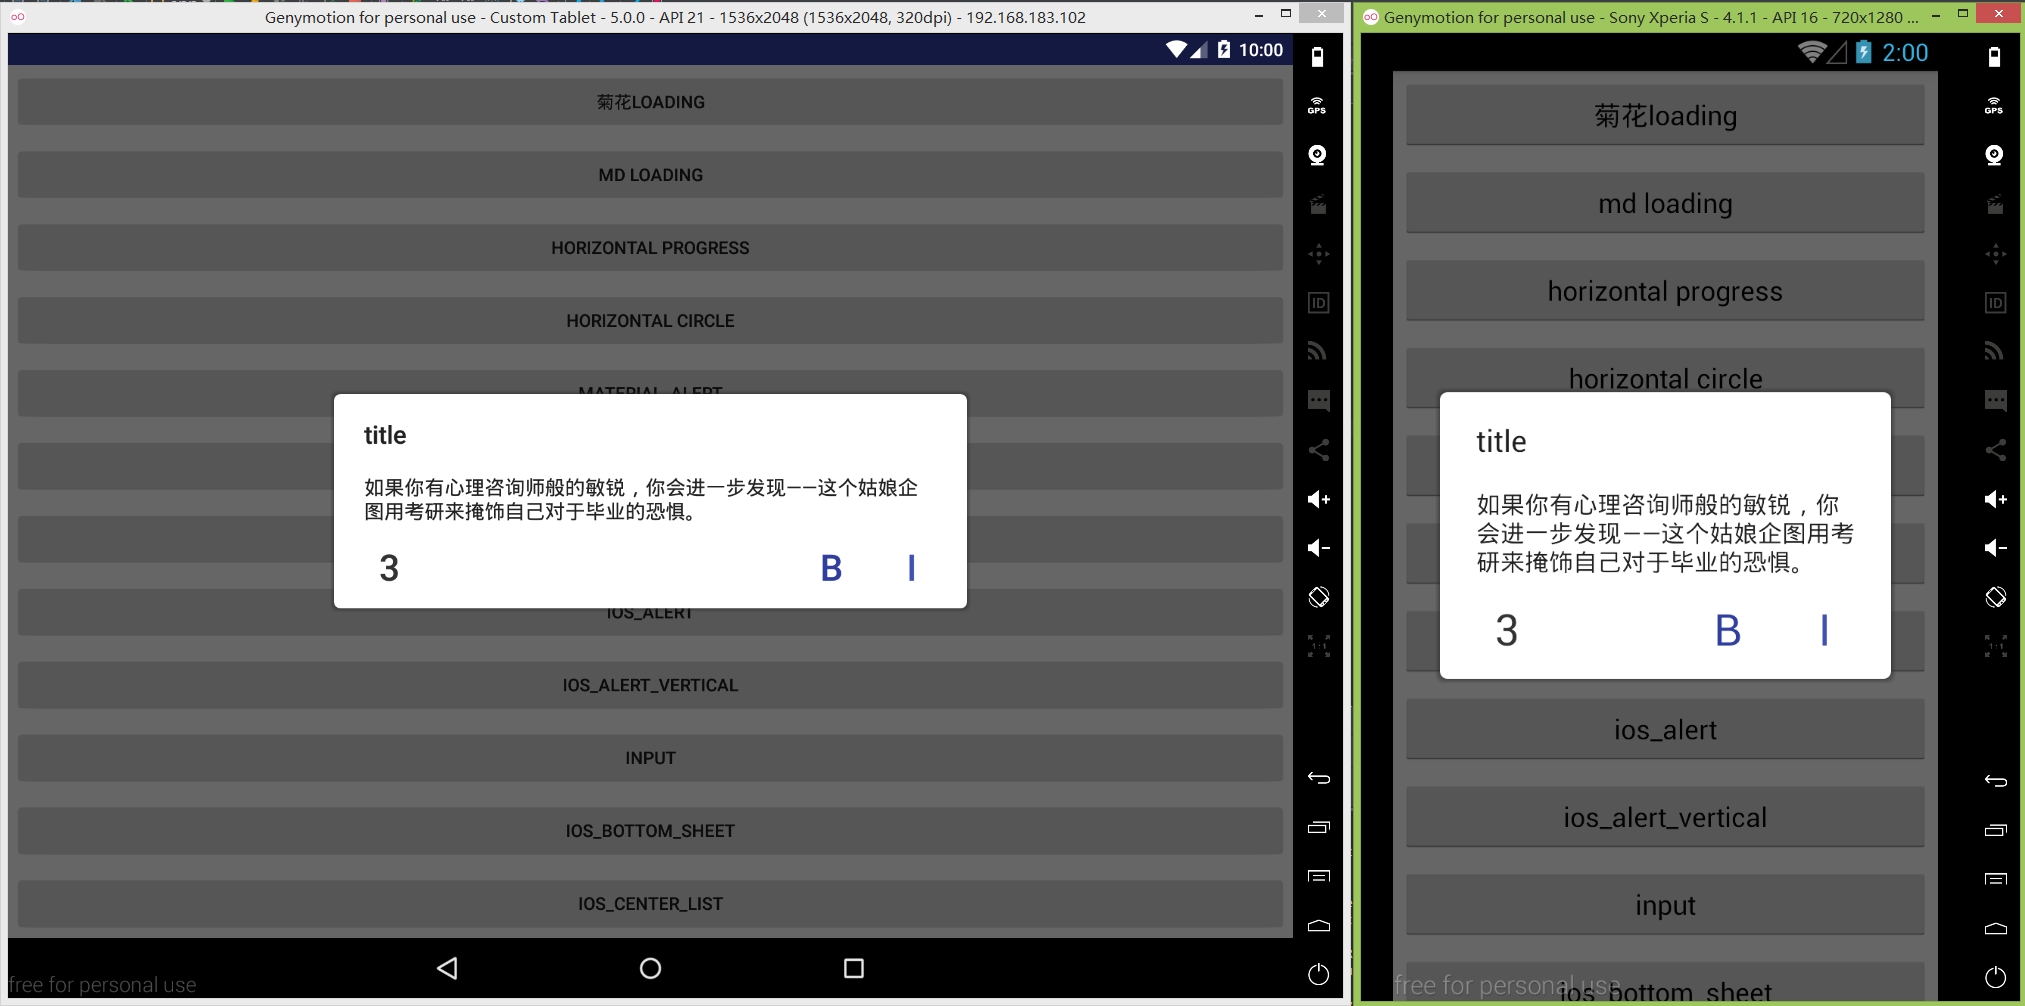 Genymotion for personal use - Custom Tablet - 5.0.0 - API 21 - 1536x2048 (1536x2048, 320dpi) - 192.168.183.102
10:00
GPS
菊花LOADING
MD LOADING
HORIZONTAL PROGRESS
HORIZONTAL CIRCLE
ID
MATERIAL_ALERT
title
如果你有心理咨询师般的敏锐，你会进一步发现——这个姑娘企
图用考研来掩饰自己对于毕业的恐惧。
3 B I
IOS_ALERT
1:1
IOS_ALERT_VERTICAL
INPUT
IOS_BOTTOM_SHEET
IOS_CENTER_LIST
free for personal use
Genymotion for personal use - Sony Xperia S - 4.1.1 - API 16 - 720x1280 ...
2:00
GPS
菊花loading
md loading
horizontal progress
ID
horizontal circle
title
如果你有心理咨询师般的敏锐，你
会进一步发现——这个姑娘企图用考
研来掩饰自己对于毕业的恐惧。
3 B I
1:1
ios_alert
ios_alert_vertical
input
free for personal use
ios_bottom_sheet